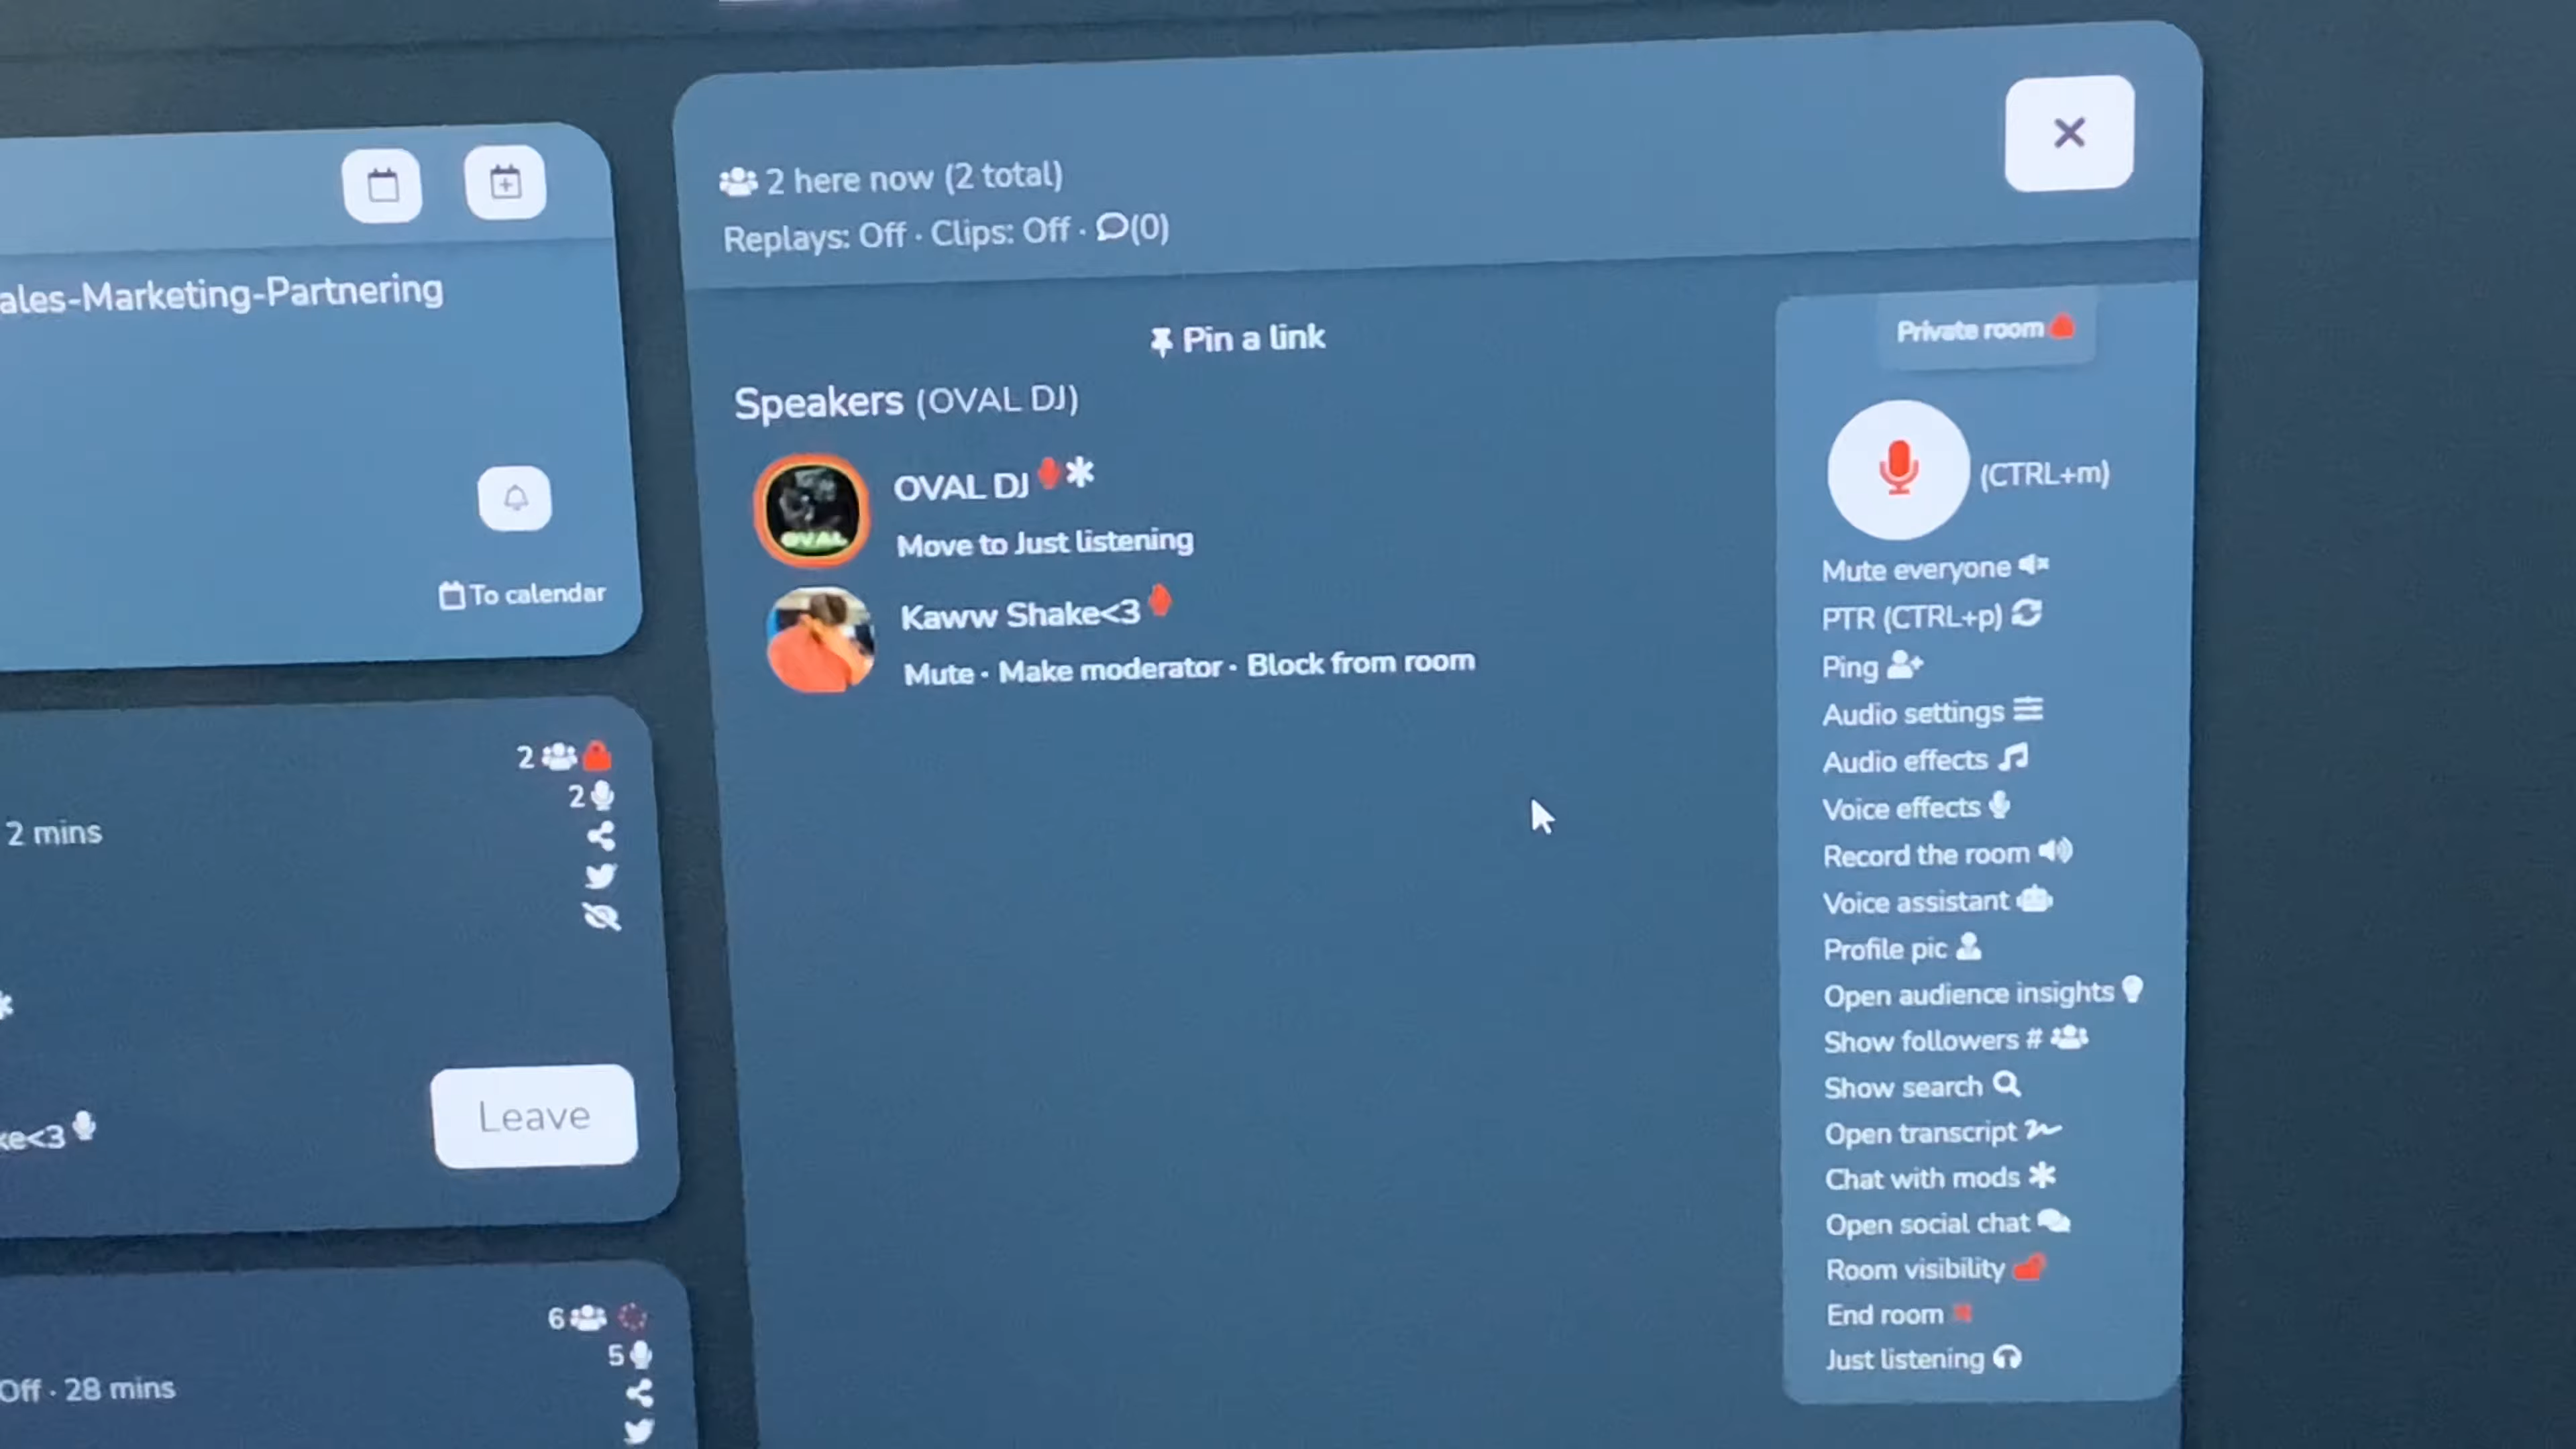 ales-Marketing-Partnering
To calendar
2
2
2 mins
ke<3
Leave
6
5
Off · 28 mins
2 here now (2 total)
Replays: Off · Clips: Off · (0)
Pin a link
Speakers (OVAL DJ)
OVAL
OVAL DJ
Move to Just listening
Kaww Shake<3
Mute · Make moderator · Block from room
Private room
(CTRL+m)
Mute everyone
PTR (CTRL+p)
Ping
Audio settings
Audio effects
Voice effects
Record the room
Voice assistant
Profile pic
Open audience insights
Show followers #
Show search
Open transcript
Chat with mods
Open social chat
Room visibility
End room
Just listening